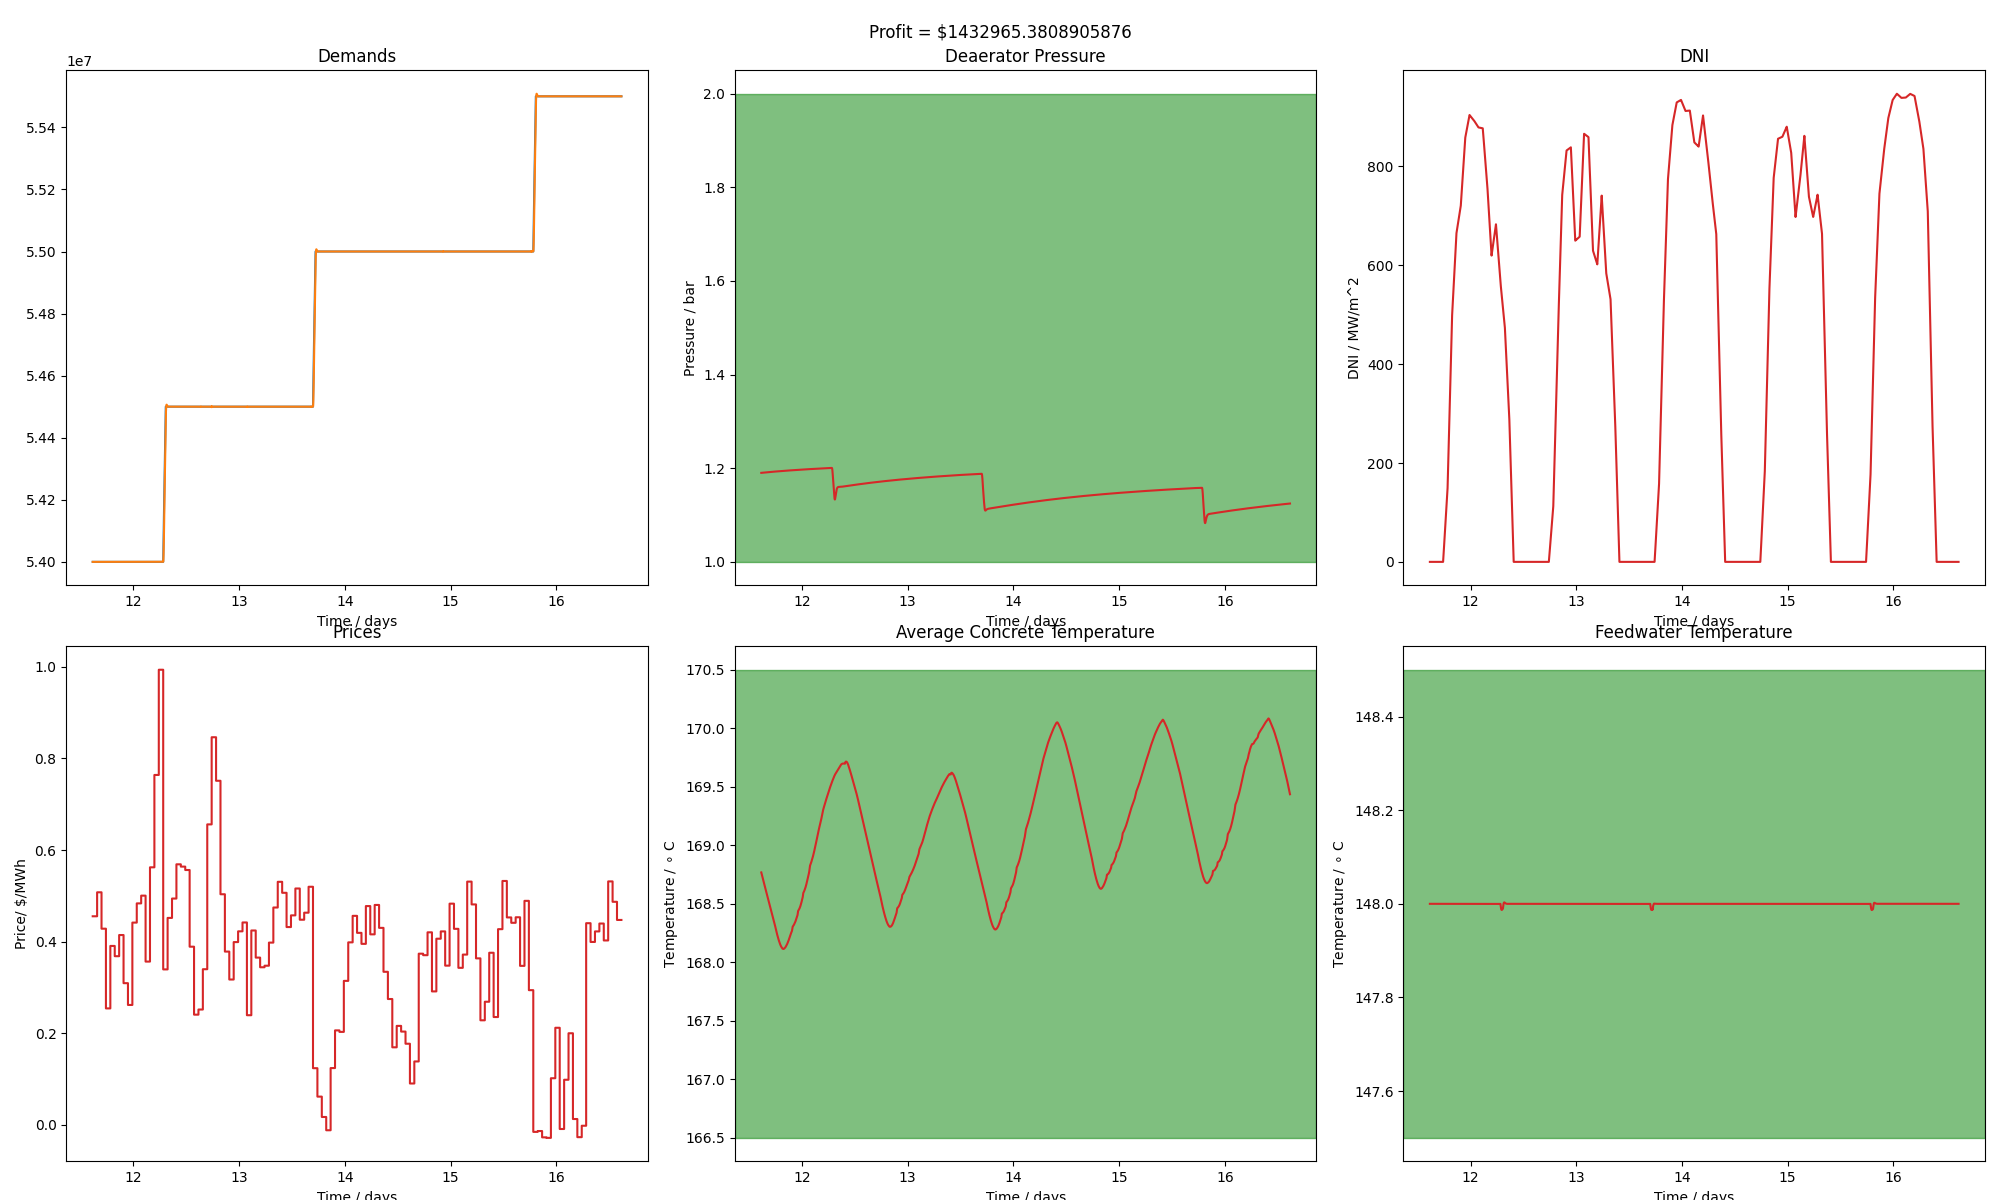 Profit = $1432965.3808905876
Demands
1e7
5.54
5.52
5.50
5.48
5.46
5.44
5.42
5.40
12 13 14 15 16
Time / days
Deaerator Pressure
Pressure / bar
2.0
1.8
1.6
1.4
1.2
1.0
12 13 14 15 16
Time / days
DNI
DNI / MW/m^2
800
600
400
200
0
12 13 14 15 16
Time / days
Prices
Price/ $/MWh
1.0
0.8
0.6
0.4
0.2
0.0
12 13 14 15 16
Time / days
Average Concrete Temperature
Temperature / ∘ C
170.5
170.0
169.5
169.0
168.5
168.0
167.5
167.0
166.5
12 13 14 15 16
Time / days
Feedwater Temperature
Temperature / ∘ C
148.4
148.2
148.0
147.8
147.6
12 13 14 15 16
Time / days